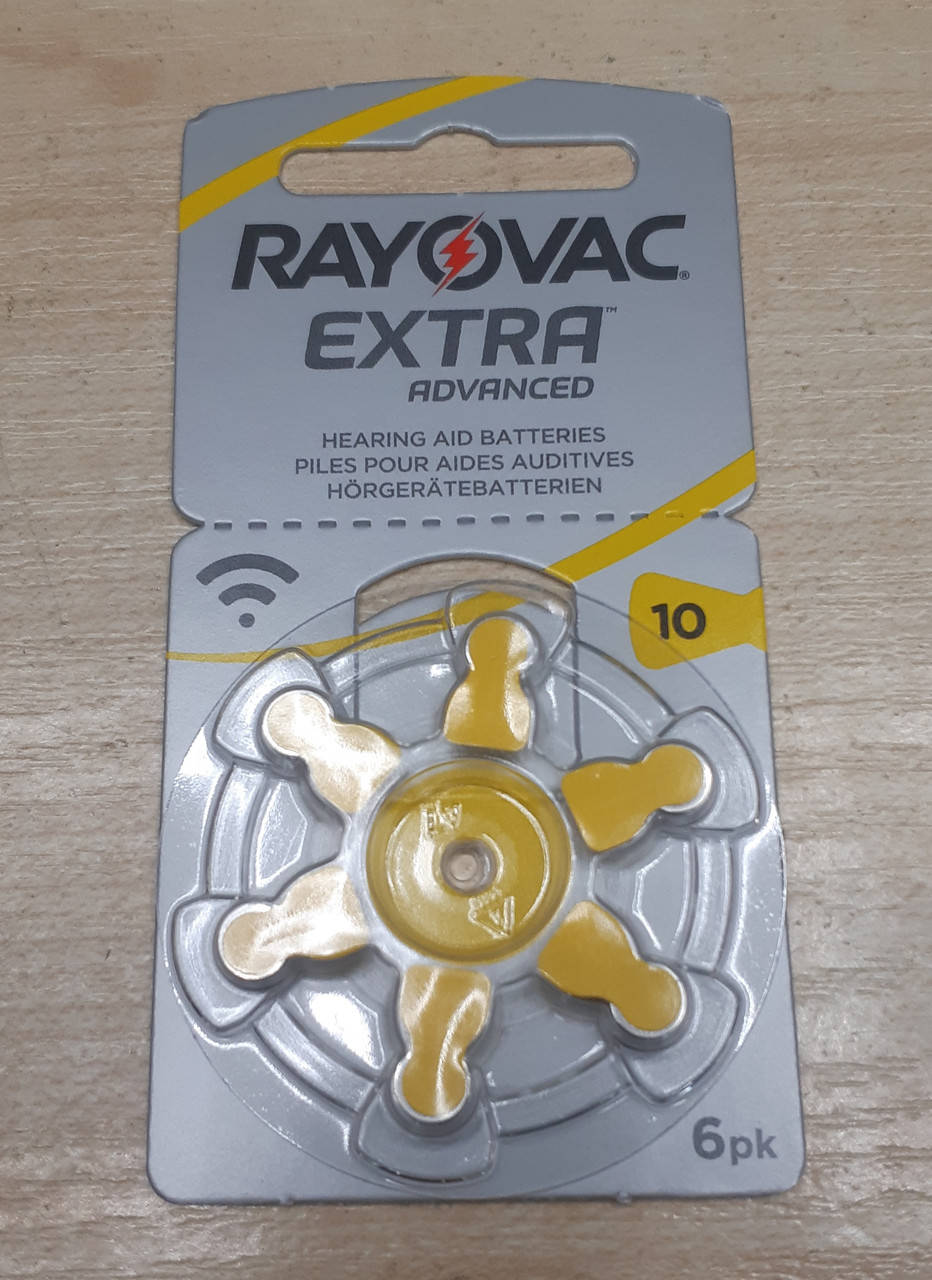 RAYOVAC®
EXTRA™
ADVANCED
HEARING AID BATTERIES
PILES POUR AIDES AUDITIVES
HÖRGERÄTEBATTERIEN
10
6pk